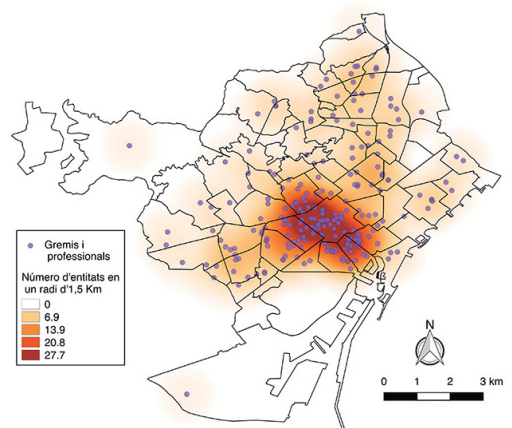 Gremis i
professionals
Número d'entitats en
un radi d'1,5 Km
0
6.9
13.9
20.8
27.7
N
0 1 2 3 km